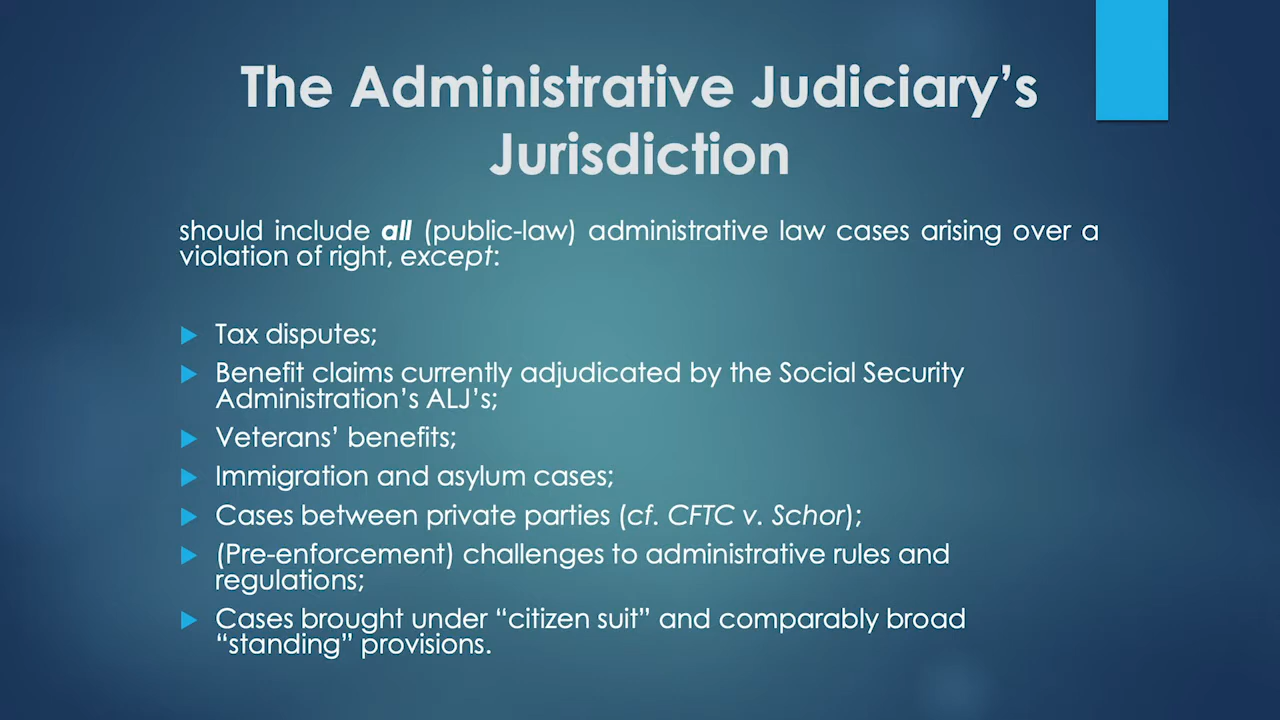 The Administrative Judiciary’s
Jurisdiction
should include all (public-law) administrative law cases arising over a
violation of right, except:
Tax disputes;
Benefit claims currently adjudicated by the Social Security
Administration’s ALJ’s;
Veterans’ benefits;
Immigration and asylum cases;
Cases between private parties (cf. CFTC v. Schor);
(Pre-enforcement) challenges to administrative rules and
regulations;
Cases brought under “citizen suit” and comparably broad
“standing” provisions.